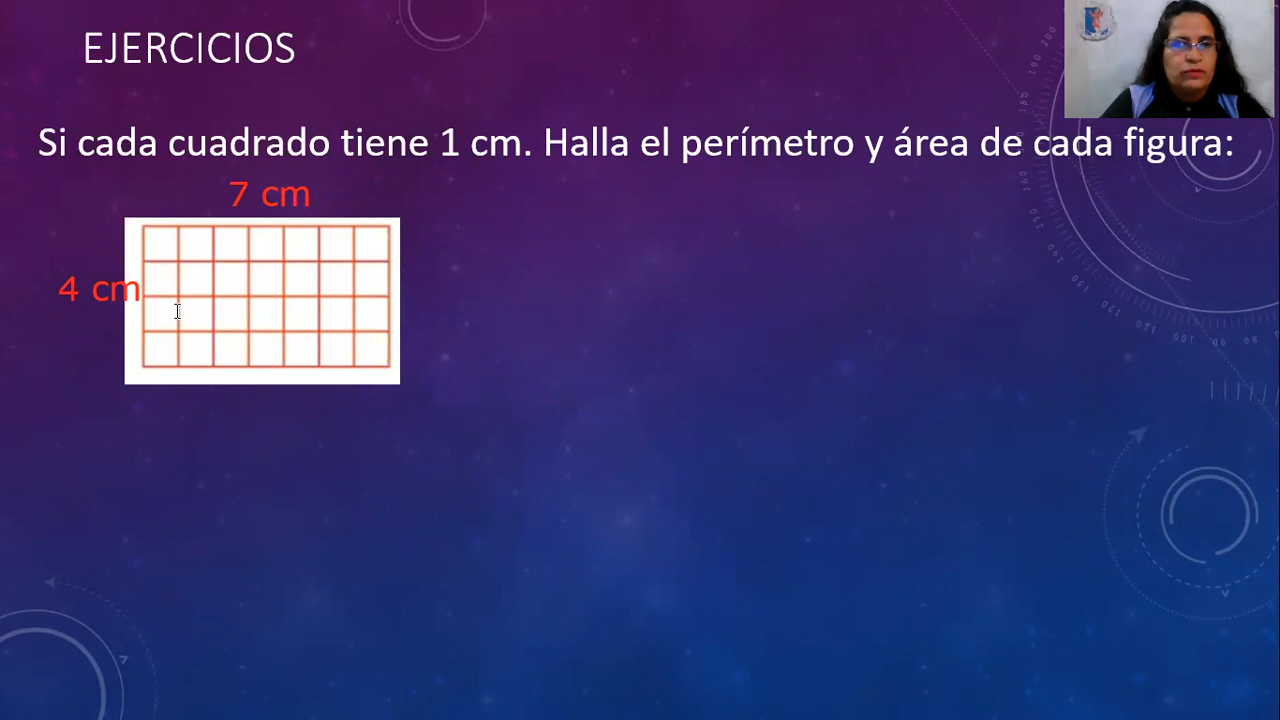 EJERCICIOS
Si cada cuadrado tiene 1 cm. Halla el perímetro y área de cada figura:
7 cm
4 cm